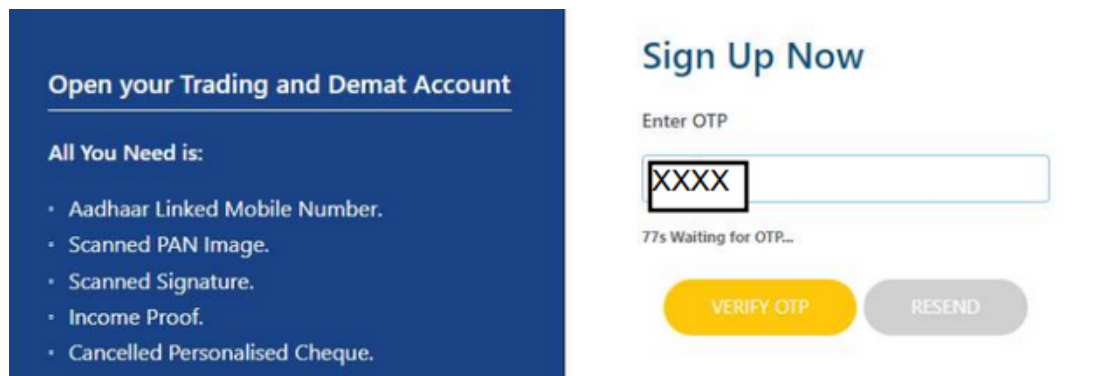 Open your Trading and Demat Account
All You Need is:
• Aadhaar Linked Mobile Number.
• Scanned PAN Image.
• Scanned Signature.
• Income Proof.
• Cancelled Personalised Cheque.
Sign Up Now
Enter OTP
XXXX
77s Waiting for OTP...
VERIFY OTP
RESEND